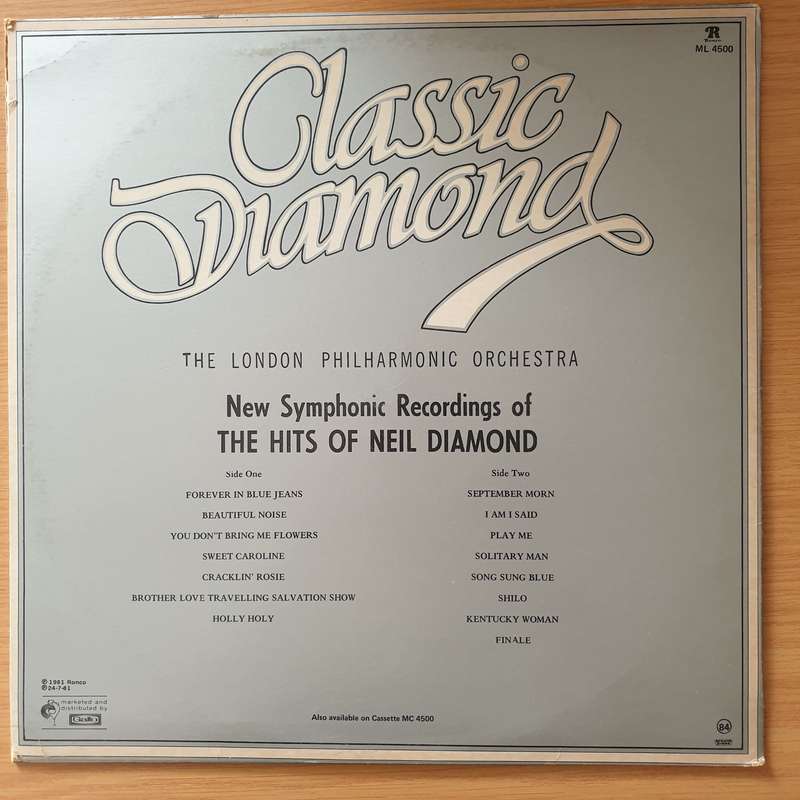 R
Ronco
ML 4500
Classic
Diamond
THE LONDON PHILHARMONIC ORCHESTRA
New Symphonic Recordings of
THE HITS OF NEIL DIAMOND
Side One
FOREVER IN BLUE JEANS
BEAUTIFUL NOISE
YOU DON'T BRING ME FLOWERS
SWEET CAROLINE
CRACKLIN' ROSIE
BROTHER LOVE TRAVELLING SALVATION SHOW
HOLLY HOLY
Side Two
SEPTEMBER MORN
I AM I SAID
PLAY ME
SOLITARY MAN
SONG SUNG BLUE
SHILO
KENTUCKY WOMAN
FINALE
℗ 1981 Ronco
℗ 24-7-81
marketed and
distributed by
Gallo
Also available on Cassette MC 4500
84